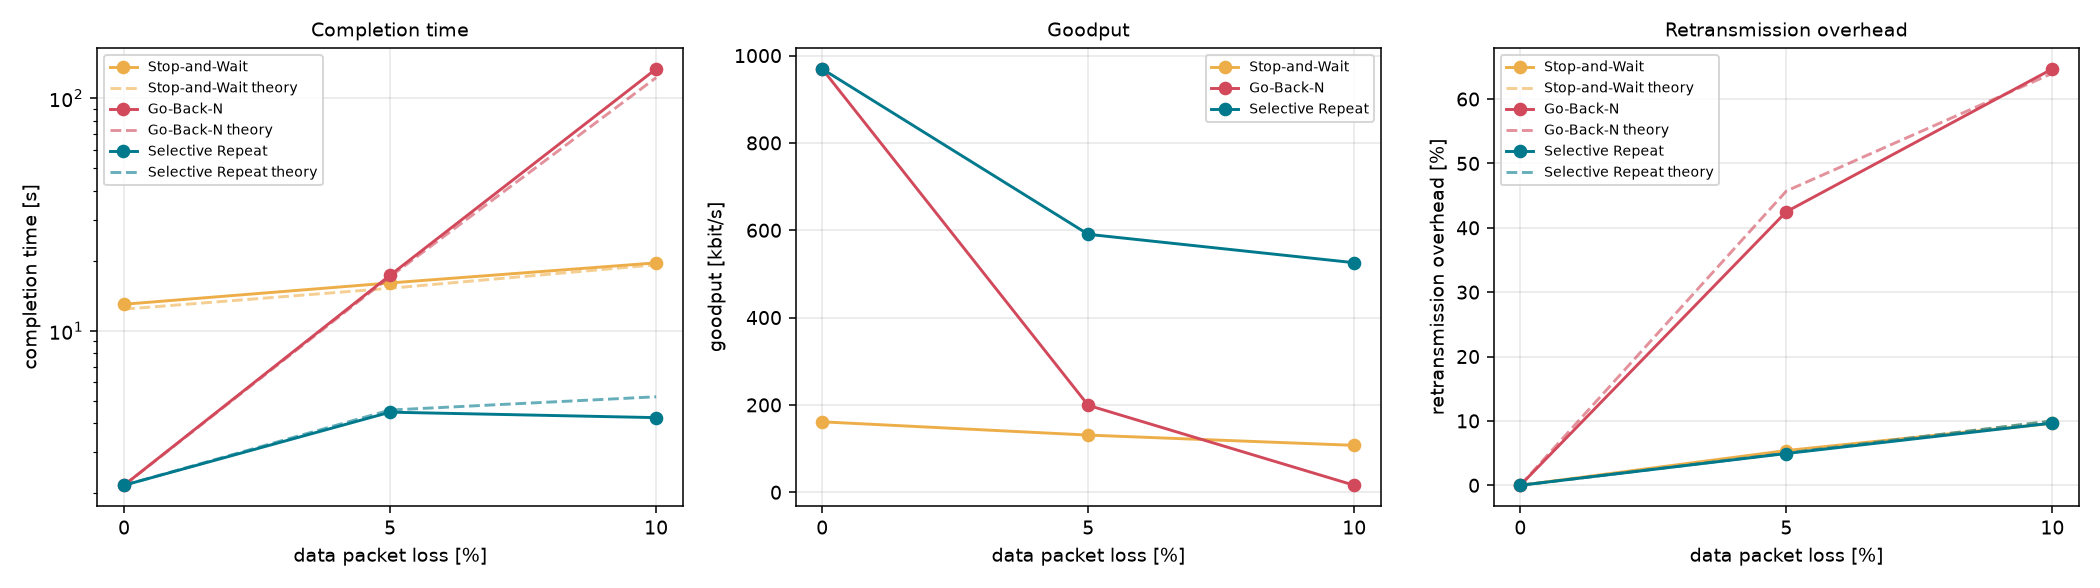 Completion time
completion time [s]
10²
10¹
Stop-and-Wait
Stop-and-Wait theory
Go-Back-N
Go-Back-N theory
Selective Repeat
Selective Repeat theory
0 5 10
data packet loss [%]
Goodput
goodput [kbit/s]
1000
800
600
400
200
0
Stop-and-Wait
Go-Back-N
Selective Repeat
0 5 10
data packet loss [%]
Retransmission overhead
retransmission overhead [%]
60
50
40
30
20
10
0
Stop-and-Wait
Stop-and-Wait theory
Go-Back-N
Go-Back-N theory
Selective Repeat
Selective Repeat theory
0 5 10
data packet loss [%]